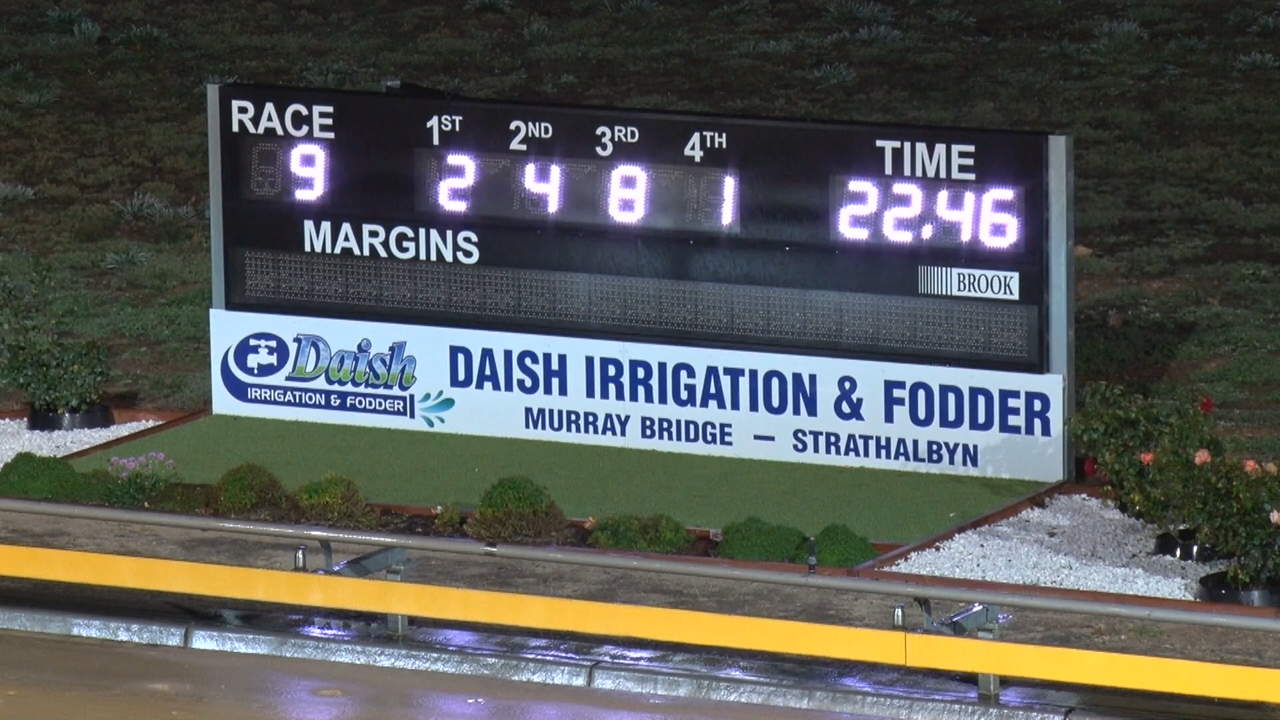 RACE 1ST 2ND 3RD 4TH TIME
9 2 4 8 1 22.46
MARGINS
BROOK
Daish
IRRIGATION & FODDER
DAISH IRRIGATION & FODDER
MURRAY BRIDGE – STRATHALBYN